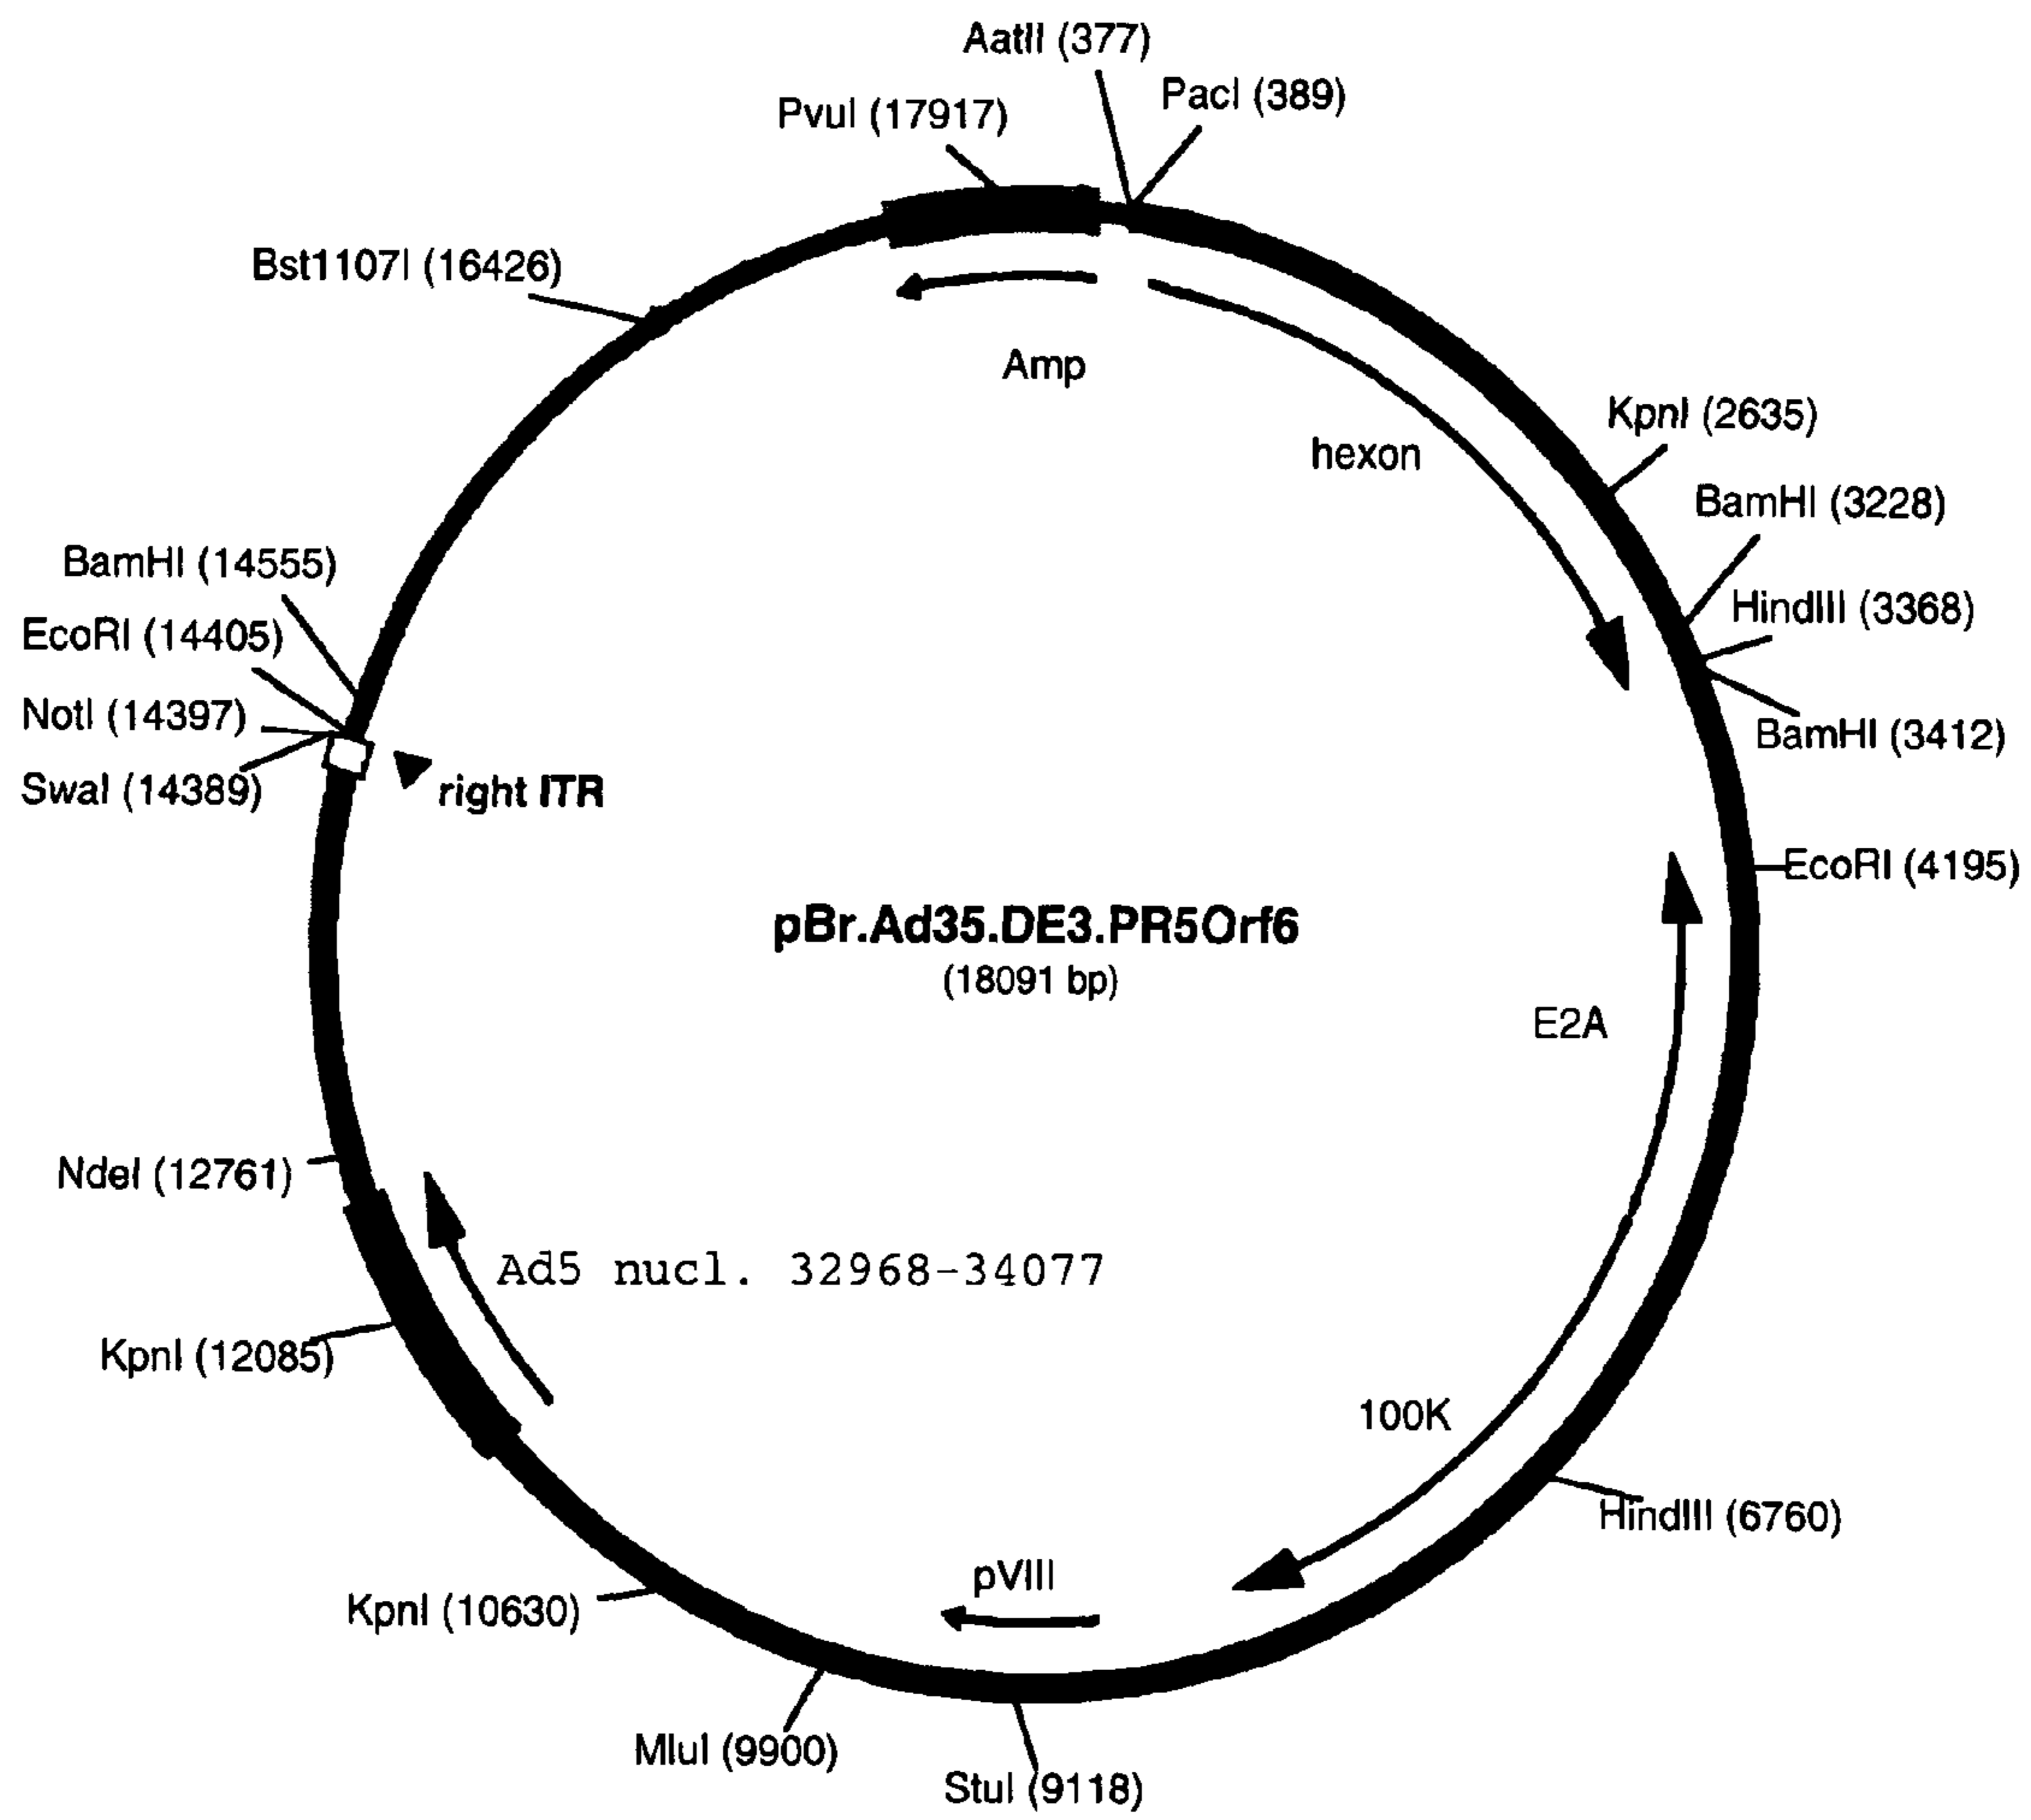 AatII (377)
PacI (389)
PvuI (17917)
Bst1107I (16426)
Amp
hexon
KpnI (2635)
BamHI (3228)
HindIII (3368)
BamHI (3412)
BamHI (14555)
EcoRI (14405)
NotI (14397)
SwaI (14389)
right ITR
EcoRI (4195)
pBr.Ad35.DE3.PR5Orf6
(18091 bp)
E2A
NdeI (12761)
Ad5 nucl. 32968-34077
KpnI (12085)
100K
HindIII (6760)
pVIII
KpnI (10630)
MluI (9900)
StuI (9118)